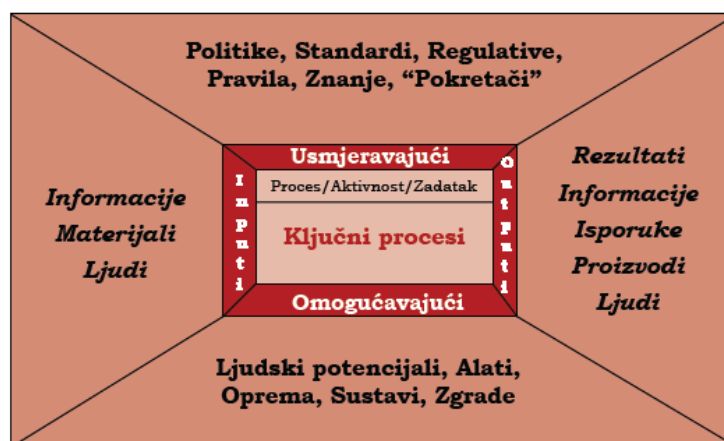 Politike, Standardi, Regulative,
Pravila, Znanje, “Pokretači”
Informacije
Materijali
Ljudi
Inputi
Usmjeravajući
Proces/Aktivnost/Zadatak
Ključni procesi
Omogućavajući
Outputi
Rezultati
Informacije
Isporuke
Proizvodi
Ljudi
Ljudski potencijali, Alati,
Oprema, Sustavi, Zgrade